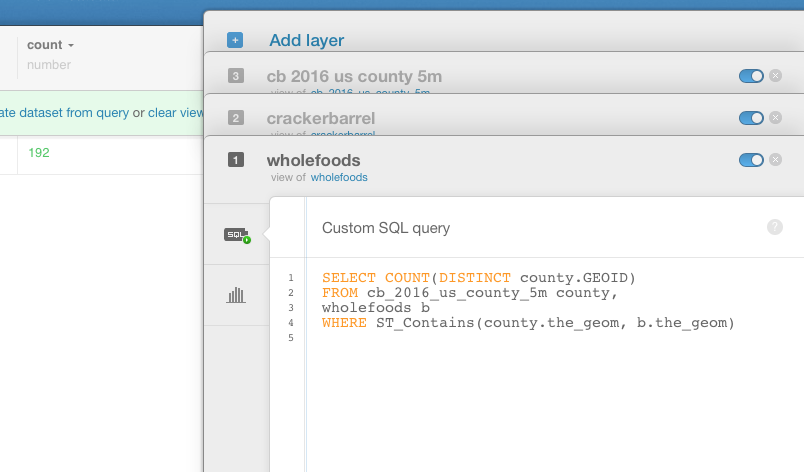 count
number
ate dataset from query or clear view
192
+ Add layer
3 cb 2016 us county 5m
view of cb_2016_us_county_5m
2 crackerbarrel
view of crackerbarrel
1 wholefoods
view of wholefoods
SQL
Custom SQL query ?
1 SELECT COUNT(DISTINCT county.GEOID)
2 FROM cb_2016_us_county_5m county,
3 wholefoods b
4 WHERE ST_Contains(county.the_geom, b.the_geom)
5